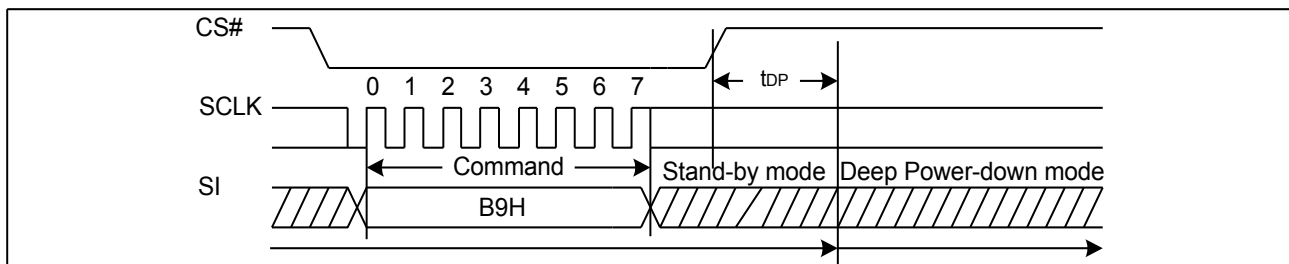 CS#
tDP
0 1 2 3 4 5 6 7
SCLK
Command
Stand-by mode Deep Power-down mode
SI
B9H